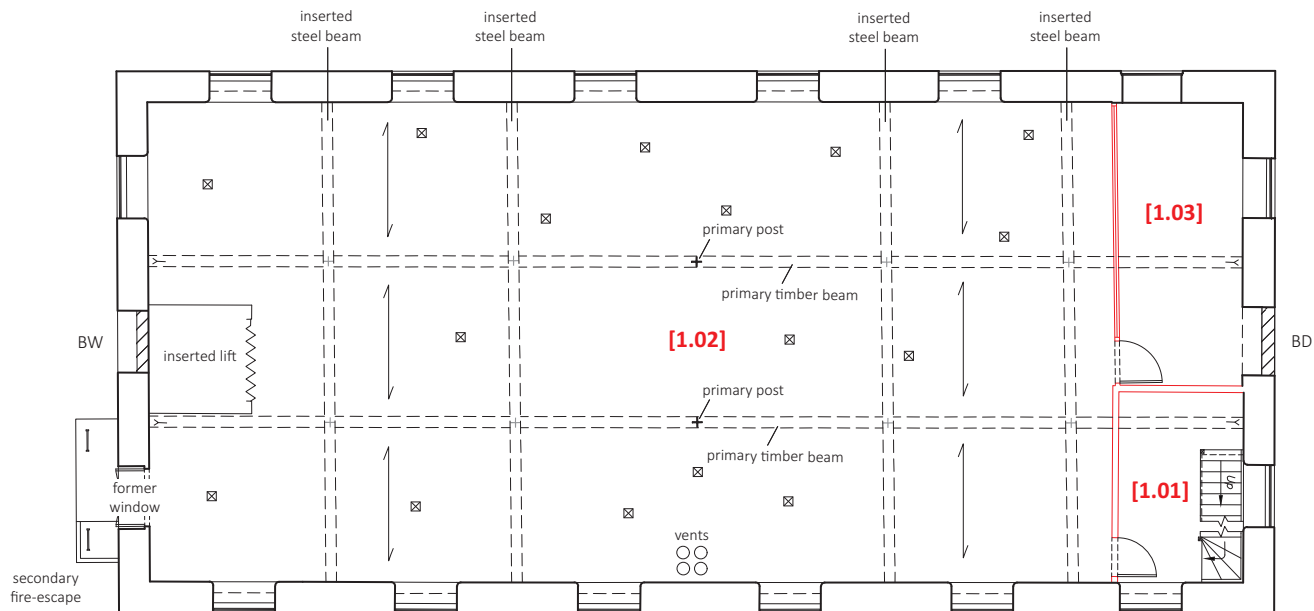 inserted
steel beam
inserted
steel beam
inserted
steel beam
inserted
steel beam
[1.03]
primary post
primary timber beam
BW
inserted lift
[1.02]
BD
primary post
primary timber beam
former
window
[1.01]
Up
vents
secondary
fire-escape